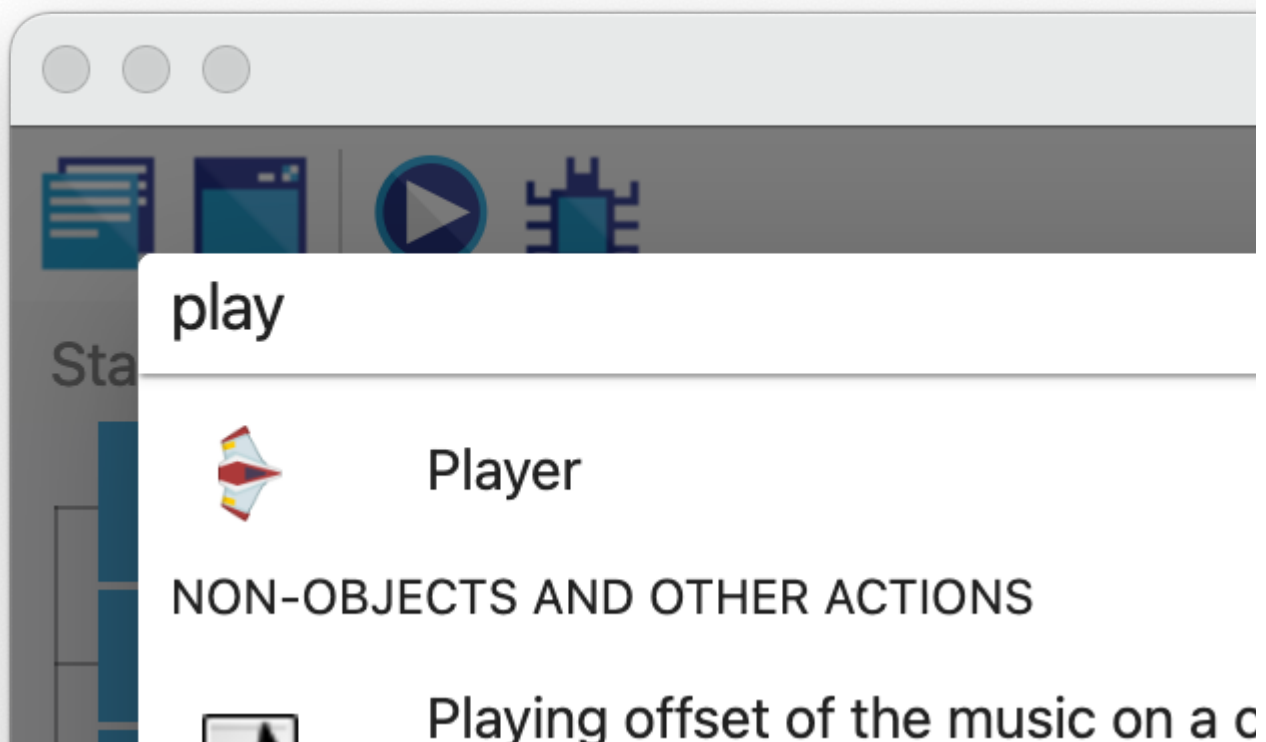 play
Sta
Player
NON-OBJECTS AND OTHER ACTIONS
Playing offset of the music on a